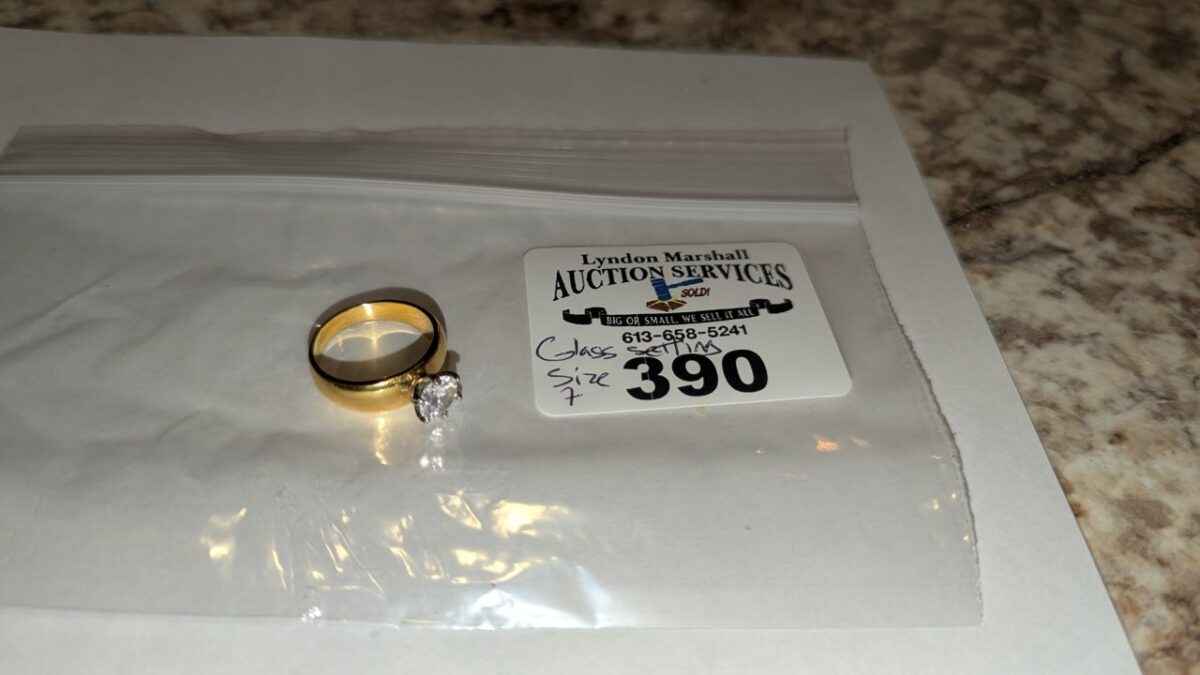 Lyndon Marshall
AUCTION SERVICES
SOLD!
BIG OR SMALL, WE SELL IT ALL
613-658-5241
Glass setting
Size 7
390